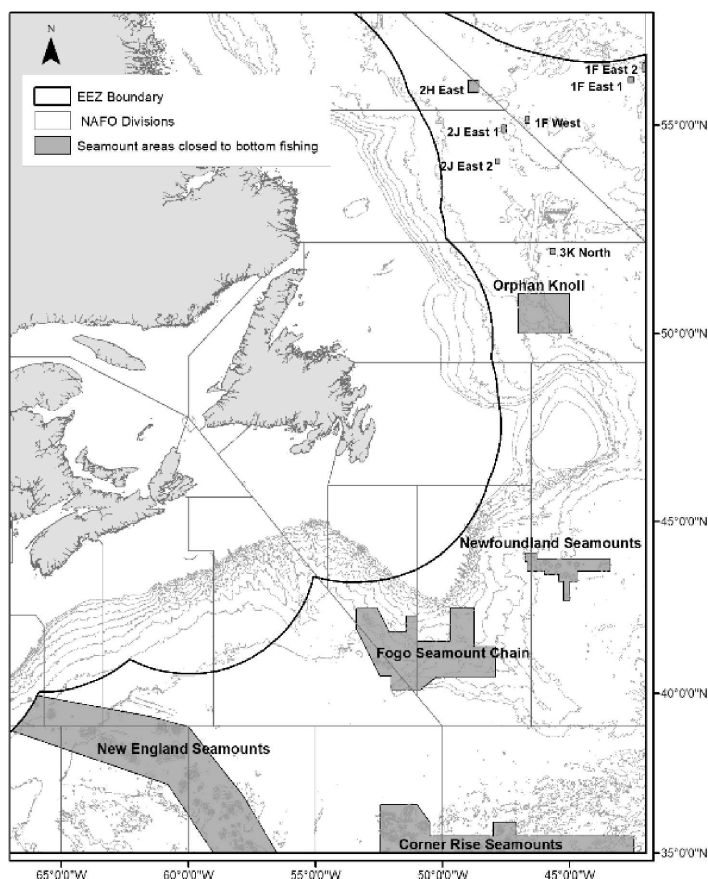 N
EEZ Boundary
NAFO Divisions
Seamount areas closed to bottom fishing
1F East 2
1F East 1
2H East
1F West
2J East 1
2J East 2
3K North
Orphan Knoll
Newfoundland Seamounts
Fogo Seamount Chain
New England Seamounts
Corner Rise Seamounts
55°0'0"N
50°0'0"N
45°0'0"N
40°0'0"N
35°0'0"N
65°0'0"W
60°0'0"W
55°0'0"W
50°0'0"W
45°0'0"W